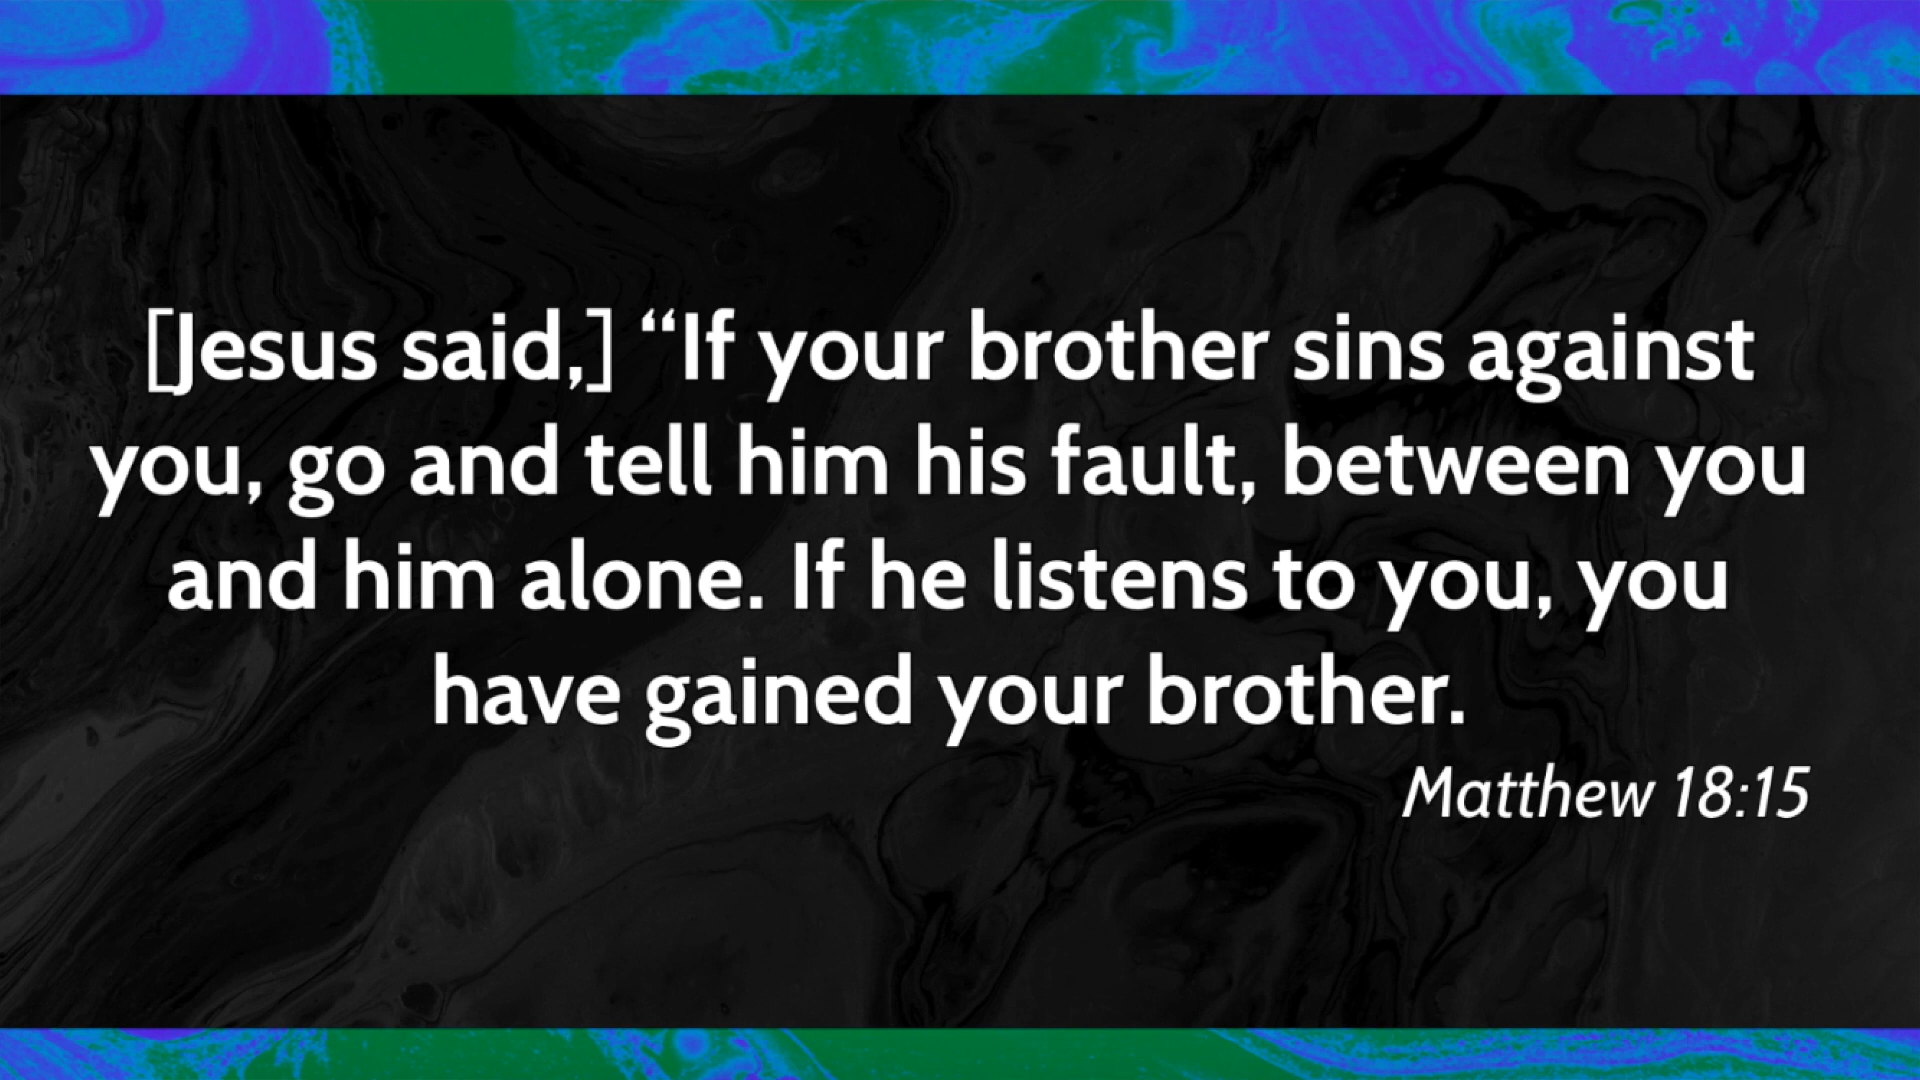 [Jesus said,] “If your brother sins against
you, go and tell him his fault, between you
and him alone. If he listens to you, you
have gained your brother.
Matthew 18:15